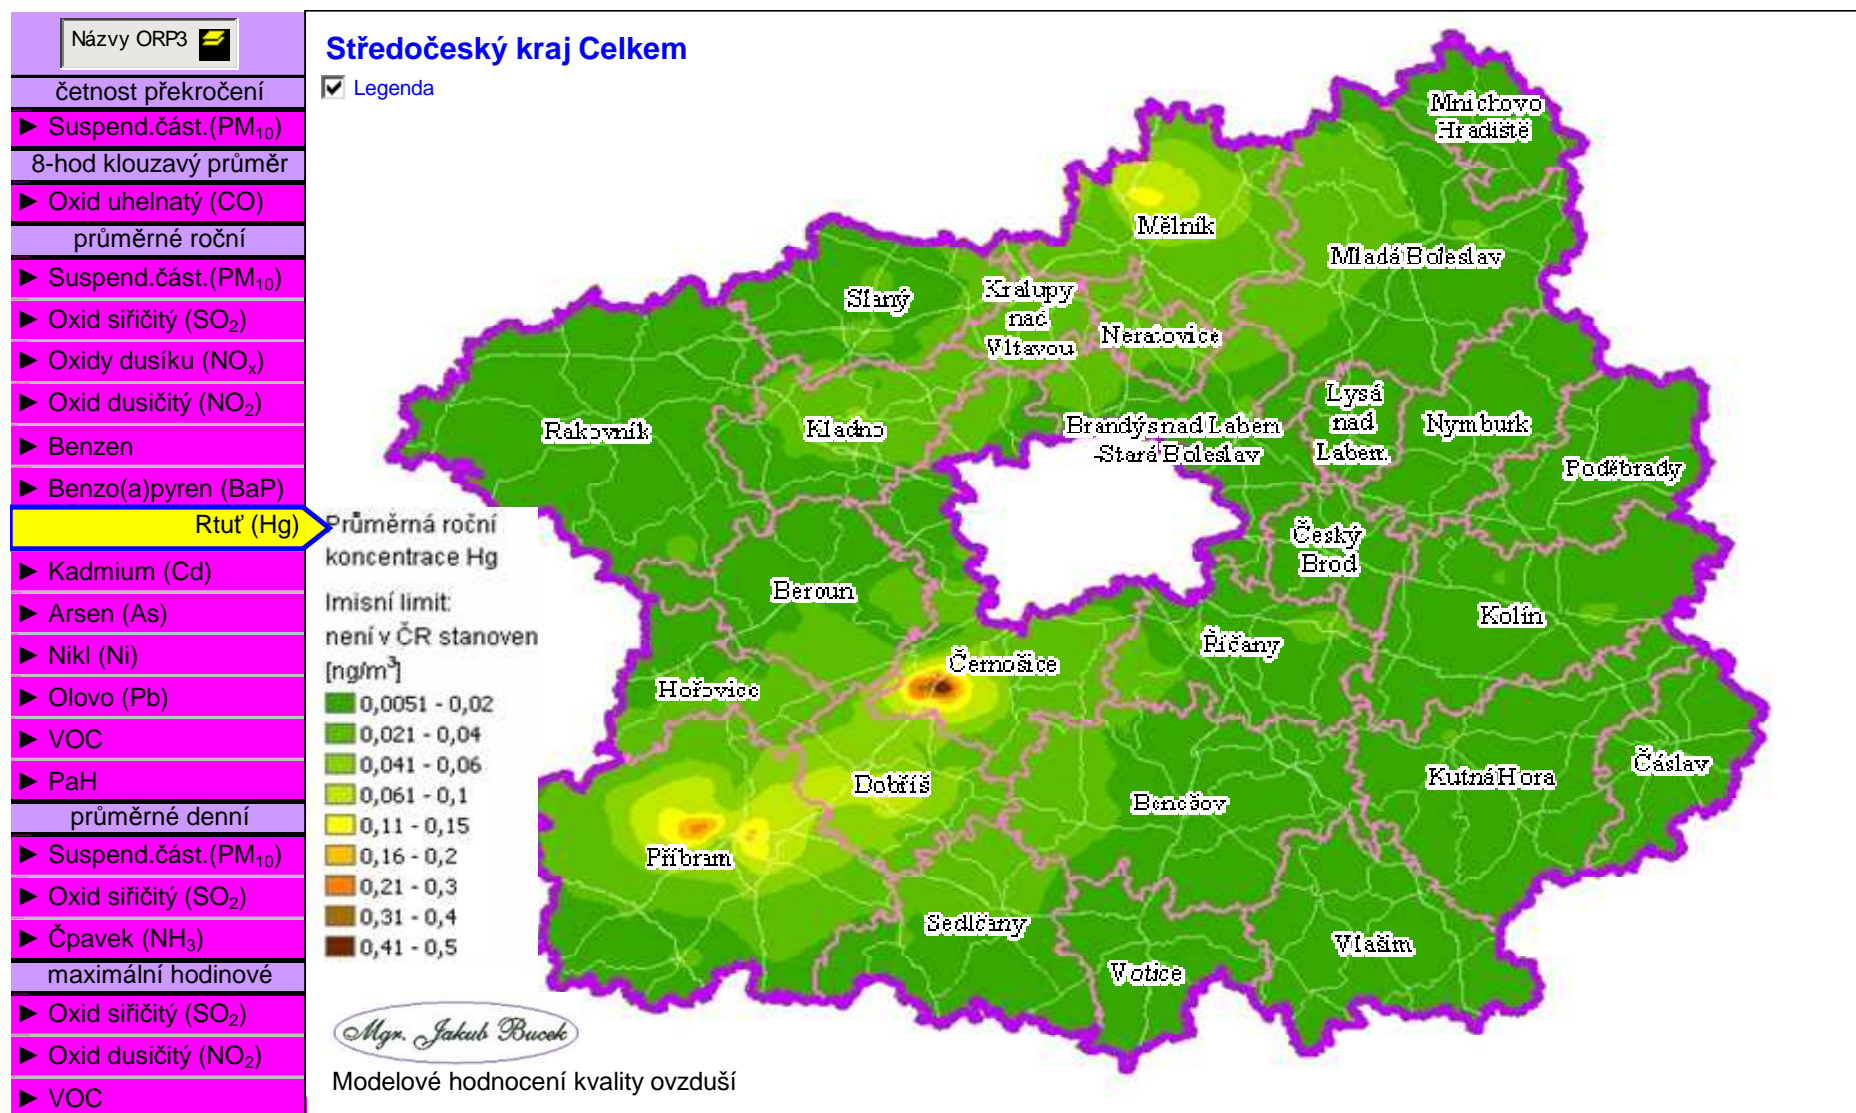 Názvy ORP3
četnost překročení
► Suspend.část.(PM₁₀)
8-hod klouzavý průměr
► Oxid uhelnatý (CO)
průměrné roční
► Suspend.část.(PM₁₀)
► Oxid siřičitý (SO₂)
► Oxidy dusíku (NOₓ)
► Oxid dusičitý (NO₂)
► Benzen
► Benzo(a)pyren (BaP)
Rtuť (Hg)
► Kadmium (Cd)
► Arsen (As)
► Nikl (Ni)
► Olovo (Pb)
► VOC
► PaH
průměrné denní
► Suspend.část.(PM₁₀)
► Oxid siřičitý (SO₂)
► Čpavek (NH₃)
maximální hodinové
► Oxid siřičitý (SO₂)
► Oxid dusičitý (NO₂)
► VOC
Středočeský kraj Celkem
Legenda
Mnichovo
Hradiště
Mělník
Mladá Boleslav
Slaný
Kralupy
nad
Vltavou
Neratovice
Rakovník
Kladno
Brandýs nad Labem
-Stará Boleslav
Lysá
nad
Labem
Nymburk
Poděbrady
Český
Brod
Kolín
Beroun
Černošice
Říčany
Hořovice
Dobříš
Benešov
Kutná Hora
Čáslav
Příbram
Sedlčany
Votice
Vlašim
Průměrná roční
koncentrace Hg
Imisní limit:
není v ČR stanoven
[ng/m³]
0,0051 - 0,02
0,021 - 0,04
0,041 - 0,06
0,061 - 0,1
0,11 - 0,15
0,16 - 0,2
0,21 - 0,3
0,31 - 0,4
0,41 - 0,5
Mgr. Jakub Bucek
Modelové hodnocení kvality ovzduší